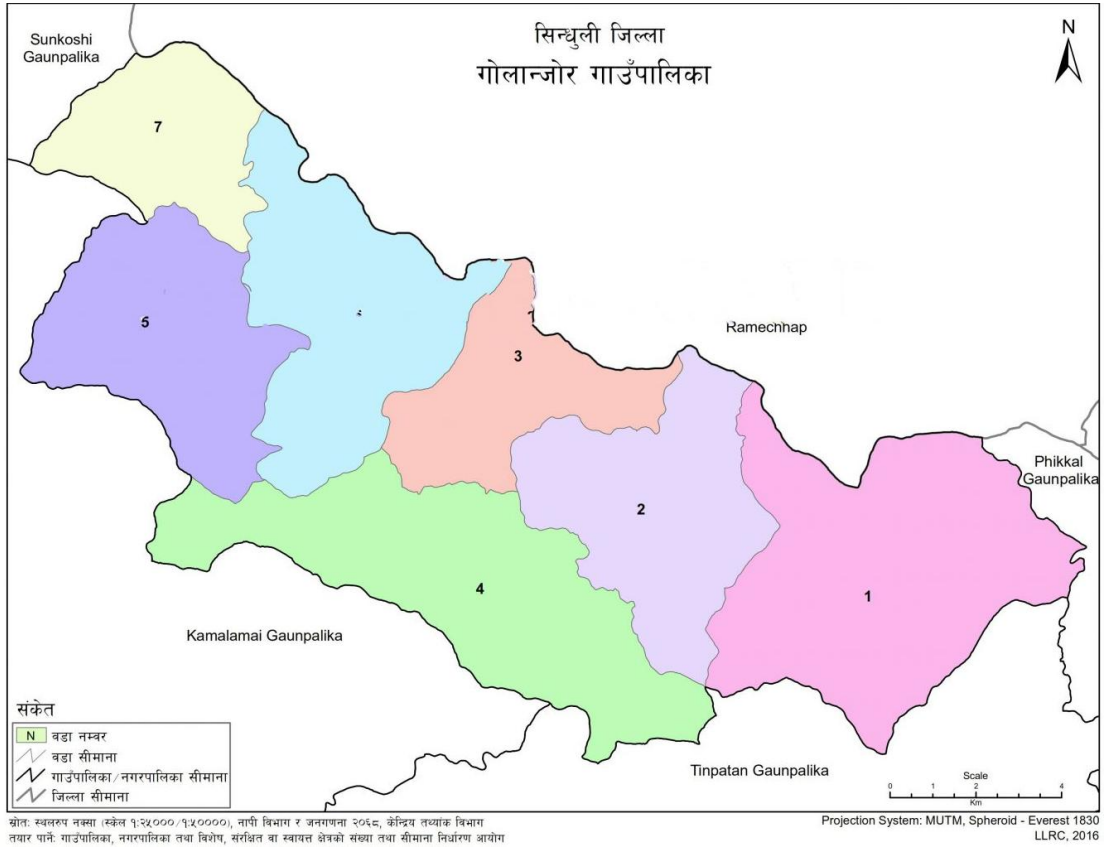 सिन्धुली जिल्ला
गोलान्जोर गाउँपालिका
N
Sunkoshi
Gaunpalika
7
5
3
Ramechhap
2
Phikkal
Gaunpalika
4
1
Kamalamai Gaunpalika
Tinpatan Gaunpalika
संकेत
N वडा नम्बर
वडा सीमाना
गाउँपालिका/नगरपालिका सीमाना
जिल्ला सीमाना
Scale
0 1 2 4
Km
स्रोत: स्थलरुप नक्सा (स्केल १:२५०००/१:५००००), नापी विभाग र जनगणना २०६८, केन्द्रिय तथ्यांक विभाग
तयार पार्ने: गाउँपालिका, नगरपालिका तथा विशेष, संरक्षित वा स्वायत्त क्षेत्रको संख्या तथा सीमाना निर्धारण आयोग
Projection System: MUTM, Spheroid - Everest 1830
LLRC, 2016